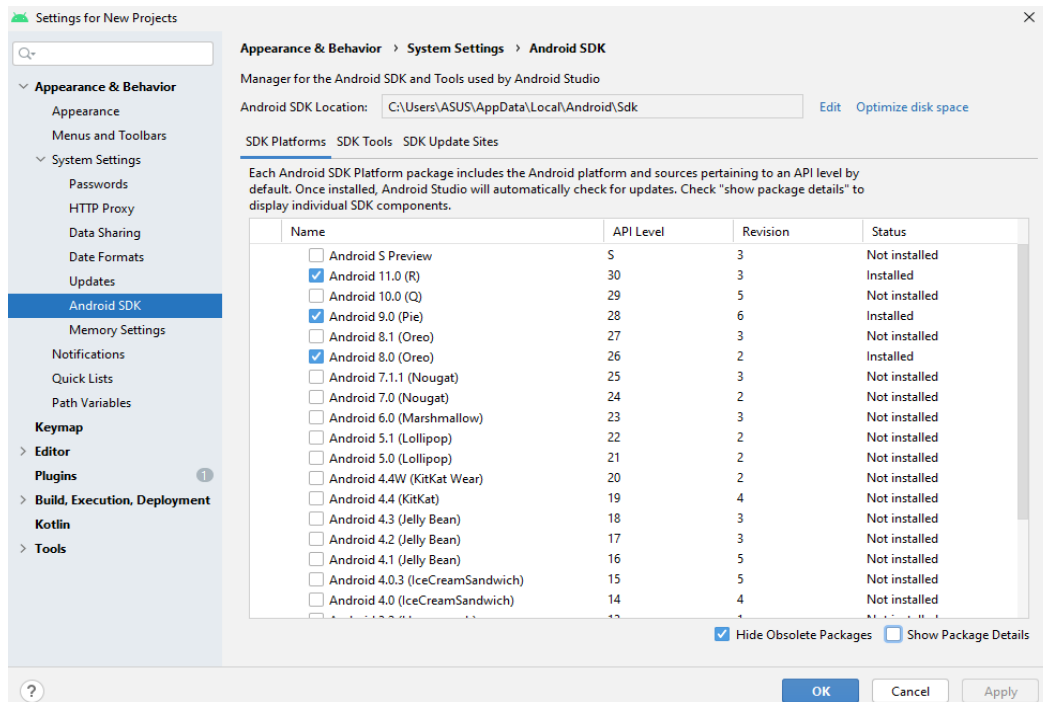 Settings for New Projects
Appearance & Behavior
Appearance
Menus and Toolbars
System Settings
Passwords
HTTP Proxy
Data Sharing
Date Formats
Updates
Android SDK
Memory Settings
Notifications
Quick Lists
Path Variables
Keymap
Editor
Plugins 1
Build, Execution, Deployment
Kotlin
Tools
Appearance & Behavior › System Settings › Android SDK
Manager for the Android SDK and Tools used by Android Studio
Android SDK Location: C:\Users\ASUS\AppData\Local\Android\Sdk Edit Optimize disk space
SDK Platforms SDK Tools SDK Update Sites
Each Android SDK Platform package includes the Android platform and sources pertaining to an API level by
default. Once installed, Android Studio will automatically check for updates. Check "show package details" to
display individual SDK components.
Name API Level Revision Status
Android S Preview S 3 Not installed
Android 11.0 (R) 30 3 Installed
Android 10.0 (Q) 29 5 Not installed
Android 9.0 (Pie) 28 6 Installed
Android 8.1 (Oreo) 27 3 Not installed
Android 8.0 (Oreo) 26 2 Installed
Android 7.1.1 (Nougat) 25 3 Not installed
Android 7.0 (Nougat) 24 2 Not installed
Android 6.0 (Marshmallow) 23 3 Not installed
Android 5.1 (Lollipop) 22 2 Not installed
Android 5.0 (Lollipop) 21 2 Not installed
Android 4.4W (KitKat Wear) 20 2 Not installed
Android 4.4 (KitKat) 19 4 Not installed
Android 4.3 (Jelly Bean) 18 3 Not installed
Android 4.2 (Jelly Bean) 17 3 Not installed
Android 4.1 (Jelly Bean) 16 5 Not installed
Android 4.0.3 (IceCreamSandwich) 15 5 Not installed
Android 4.0 (IceCreamSandwich) 14 4 Not installed
Hide Obsolete Packages Show Package Details
? OK Cancel Apply